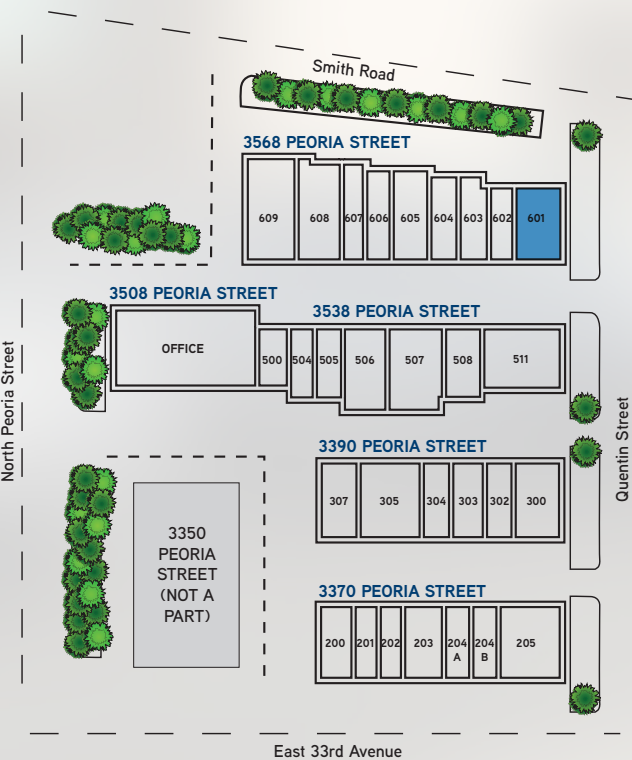 Smith Road
3568 PEORIA STREET
609 608 607 606 605 604 603 602 601
3508 PEORIA STREET
3538 PEORIA STREET
OFFICE
500 504 505 506 507 508 511
North Peoria Street
Quentin Street
3390 PEORIA STREET
307 305 304 303 302 300
3350
PEORIA
STREET
(NOT A
PART)
3370 PEORIA STREET
200 201 202 203 204 204 205
A B
East 33rd Avenue